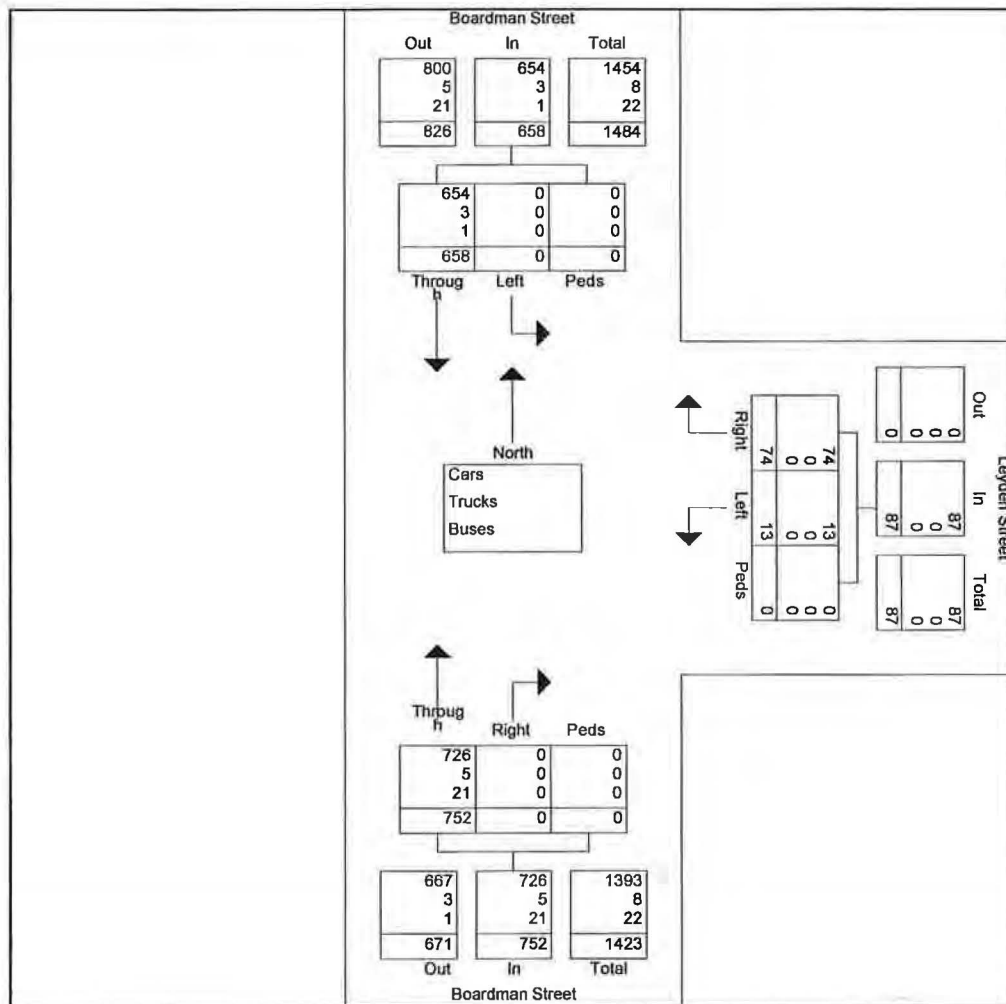 Boardman Street
Out In Total
800 654 1454
5 3 8
21 1 22
826 658 1484
654 0 0
3 0 0
1 0 0
658 0 0
Throug Left Peds
h
North
Cars
Trucks
Buses
Leyden Street
Out In Total
0 87 87
0 0 0
0 0 0
0 87 87
74 13 0
0 0 0
0 0 0
74 13 0
Right Left Peds
Throug Right Peds
h
726 0 0
5 0 0
21 0 0
752 0 0
667 726 1393
3 5 8
1 21 22
671 752 1423
Out In Total
Boardman Street